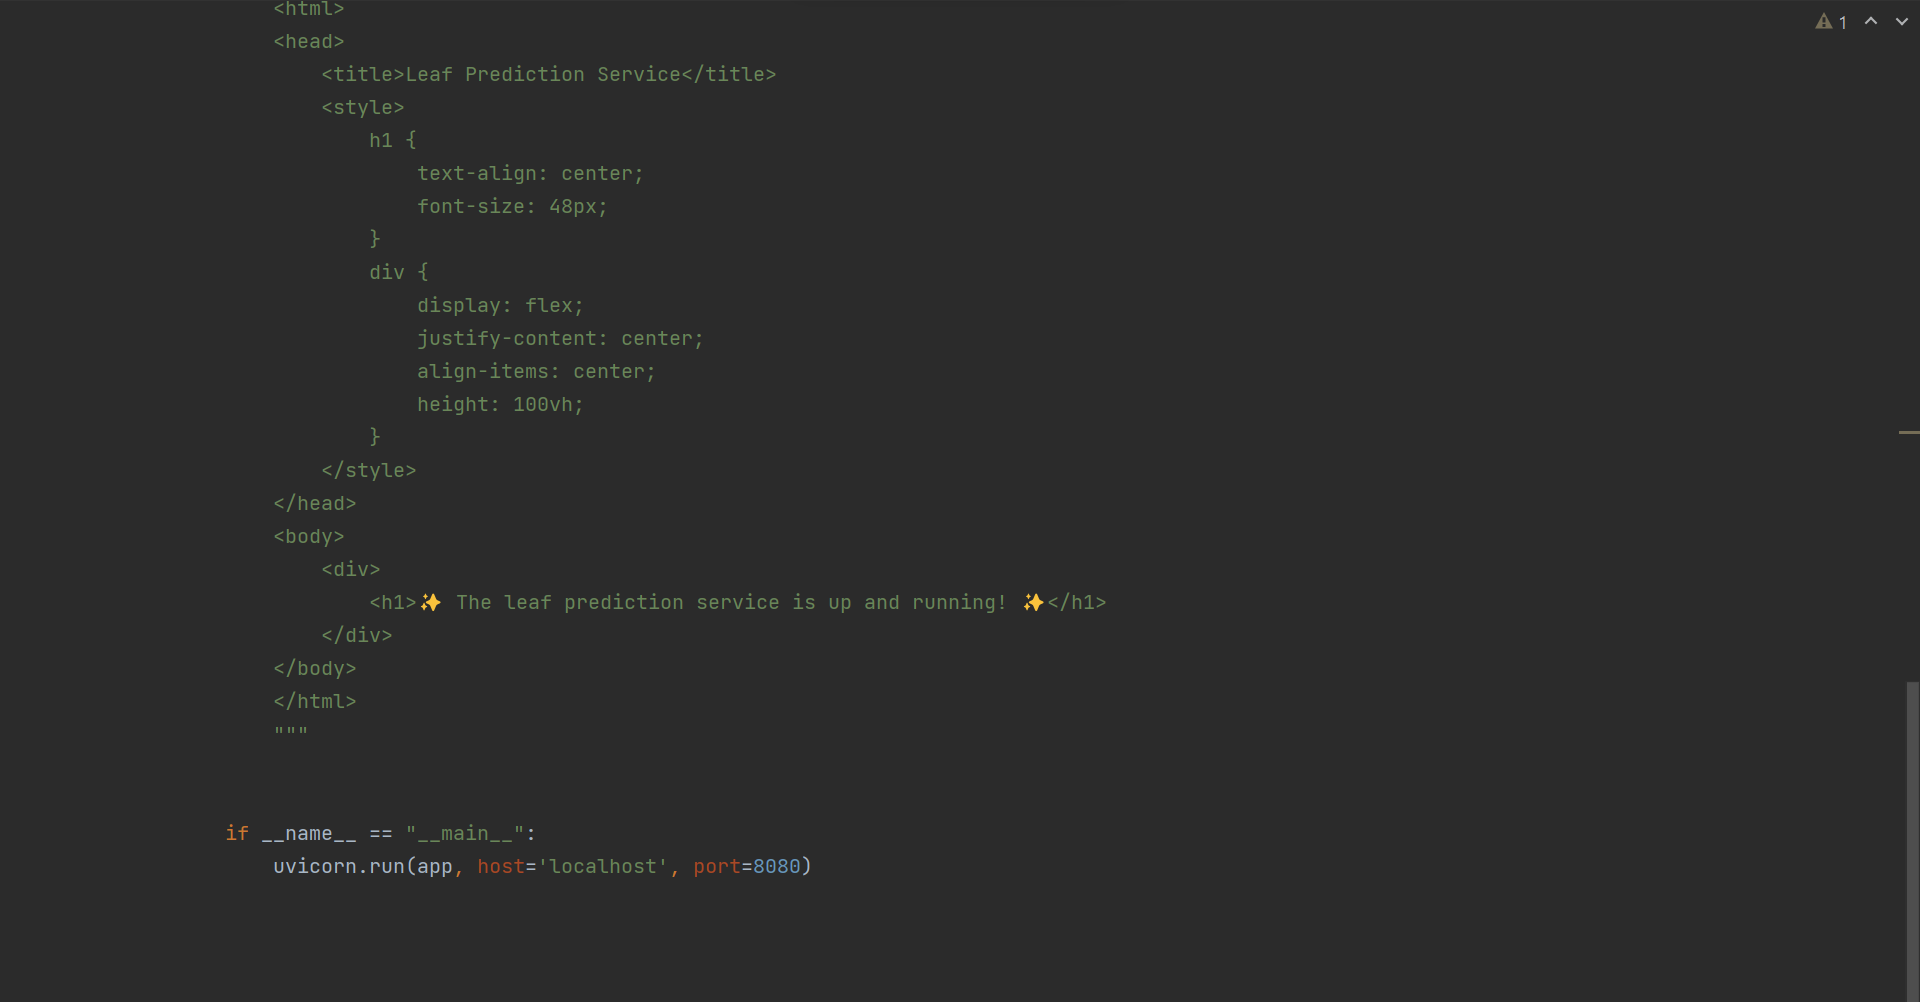 <html>
1
<head>
<title>Leaf Prediction Service</title>
<style>
h1 {
text-align: center;
font-size: 48px;
}
div {
display: flex;
justify-content: center;
align-items: center;
height: 100vh;
}
</style>
</head>
<body>
<div>
<h1>✨ The leaf prediction service is up and running! ✨</h1>
</div>
</body>
</html>
"""
if __name__ == "__main__":
uvicorn.run(app, host='localhost', port=8080)